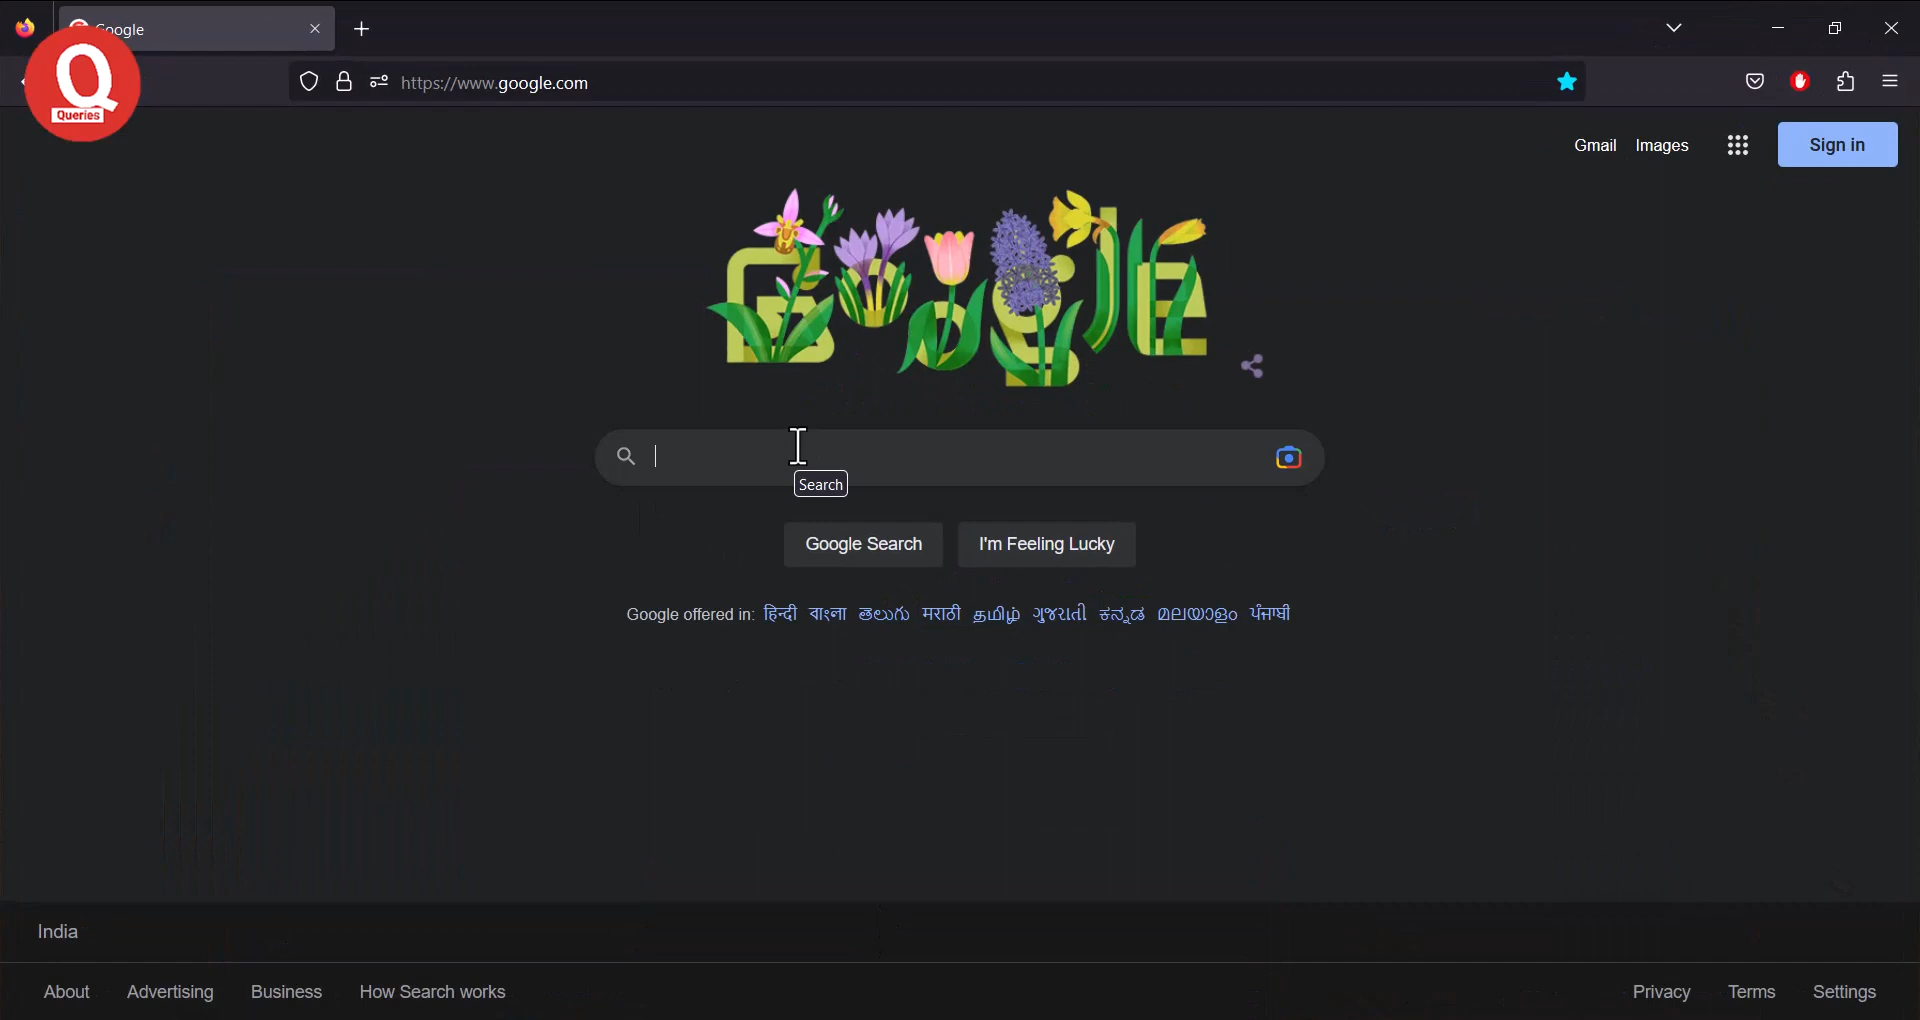 Google
Queries
https://www.google.com
Gmail Images Sign in
Google
Search
Google Search I'm Feeling Lucky
Google offered in: हिन्दी বাংলা తెలుగు मराठी தமிழ் ગુજરાતી ಕನ್ನಡ മലയാളം ਪੰਜਾਬੀ
India
About Advertising Business How Search works Privacy Terms Settings